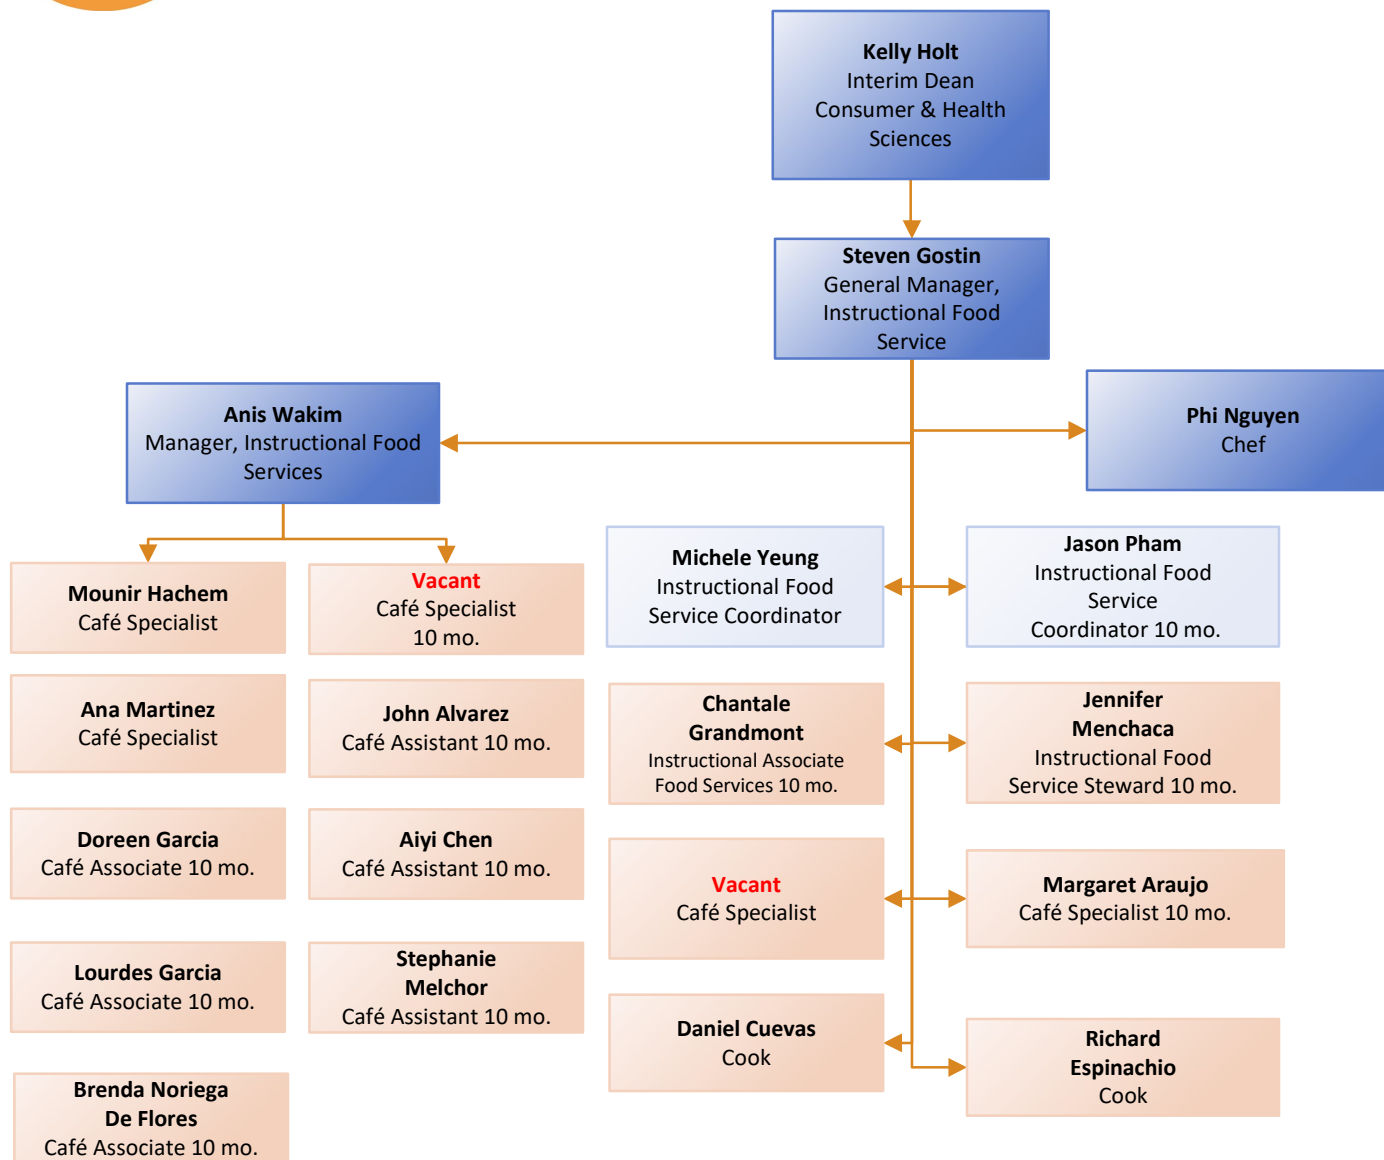 Kelly Holt
Interim Dean
Consumer & Health
Sciences
Steven Gostin
General Manager,
Instructional Food
Service
Anis Wakim
Manager, Instructional Food
Services
Phi Nguyen
Chef
Mounir Hachem
Café Specialist
Vacant
Café Specialist
10 mo.
Ana Martinez
Café Specialist
John Alvarez
Café Assistant 10 mo.
Doreen Garcia
Café Associate 10 mo.
Aiyi Chen
Café Assistant 10 mo.
Lourdes Garcia
Café Associate 10 mo.
Stephanie
Melchor
Café Assistant 10 mo.
Brenda Noriega
De Flores
Café Associate 10 mo.
Michele Yeung
Instructional Food
Service Coordinator
Jason Pham
Instructional Food
Service
Coordinator 10 mo.
Chantale
Grandmont
Instructional Associate
Food Services 10 mo.
Jennifer
Menchaca
Instructional Food
Service Steward 10 mo.
Vacant
Café Specialist
Margaret Araujo
Café Specialist 10 mo.
Daniel Cuevas
Cook
Richard
Espinachio
Cook